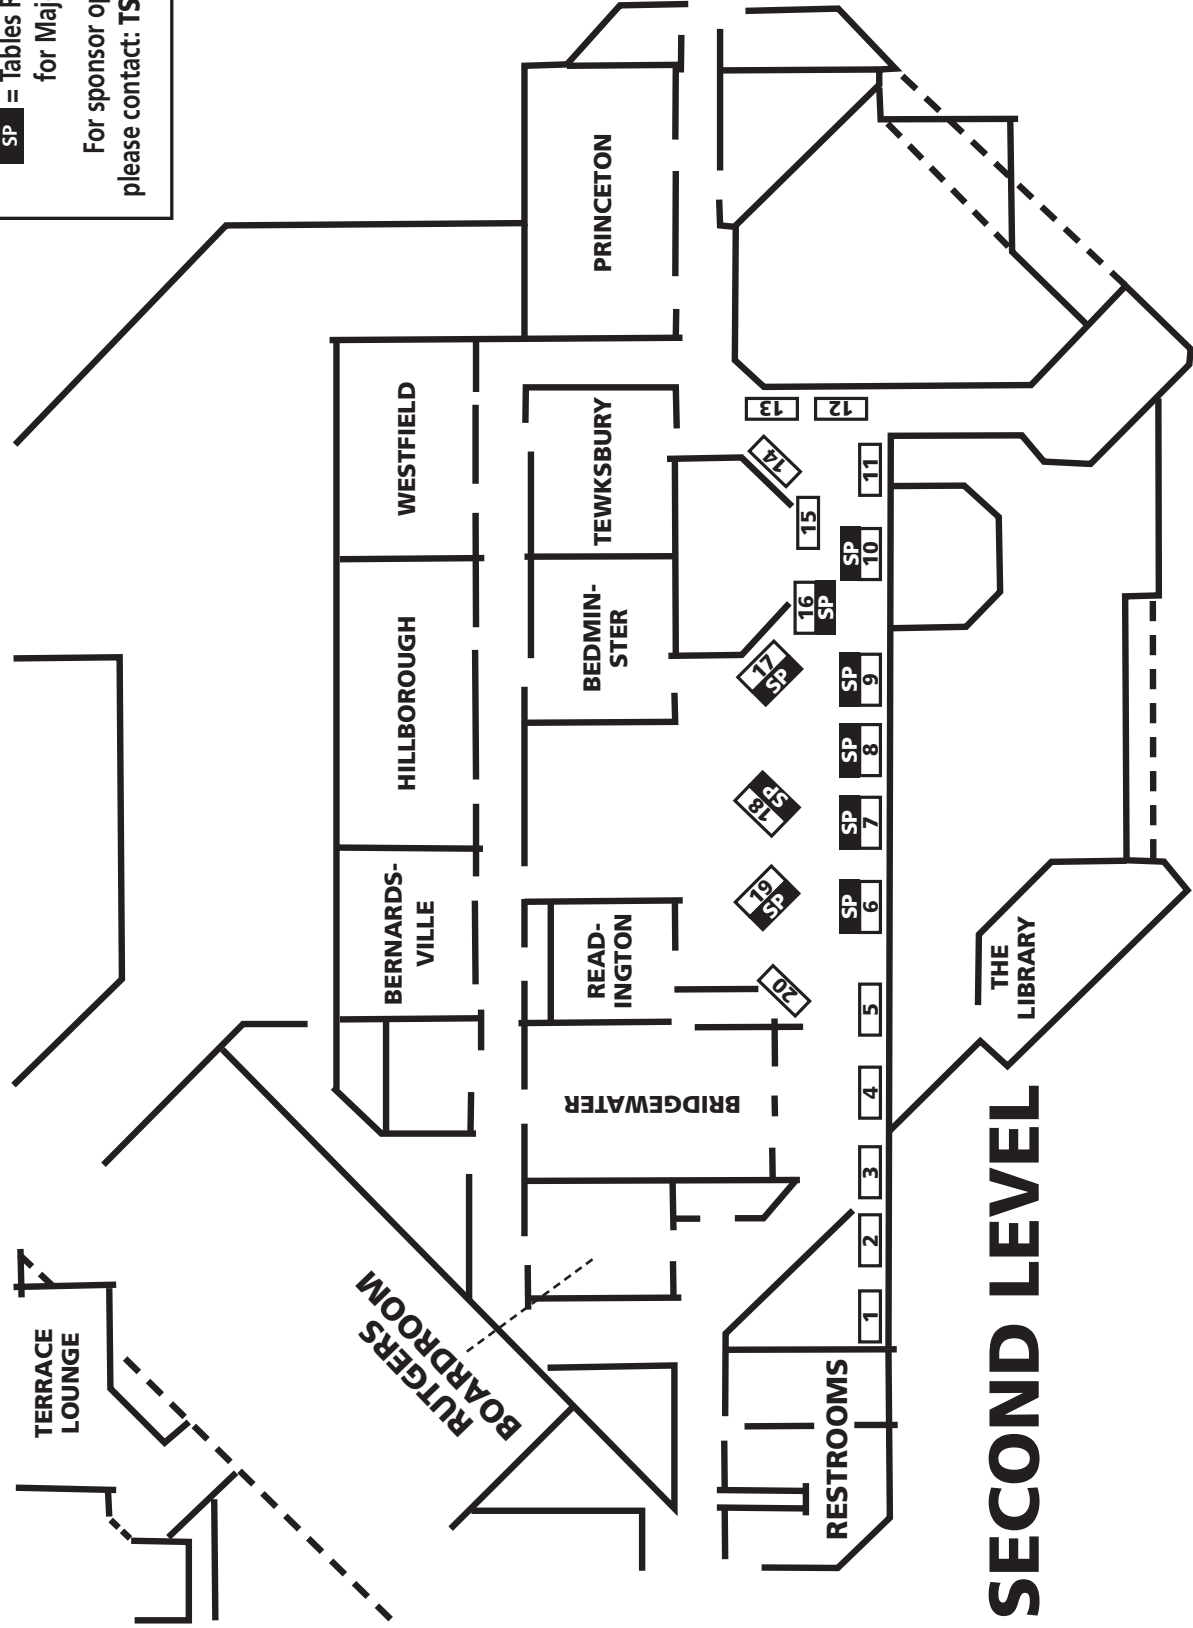 SP = Tables
for Maj
For sponsor op
please contact: TS
TERRACE
LOUNGE
RUTGERS
BOARDROOM
BERNARDS-
VILLE
HILLBOROUGH
WESTFIELD
BRIDGEWATER
READ-
INGTON
BEDMIN-
STER
TEWKSBURY
PRINCETON
20
19
SP
18
SP
17
SP
16
SP
15
14
13
12
RESTROOMS
1
2
3
4
5
SP
6
SP
7
SP
8
SP
9
SP
10
11
THE
LIBRARY
SECOND LEVEL